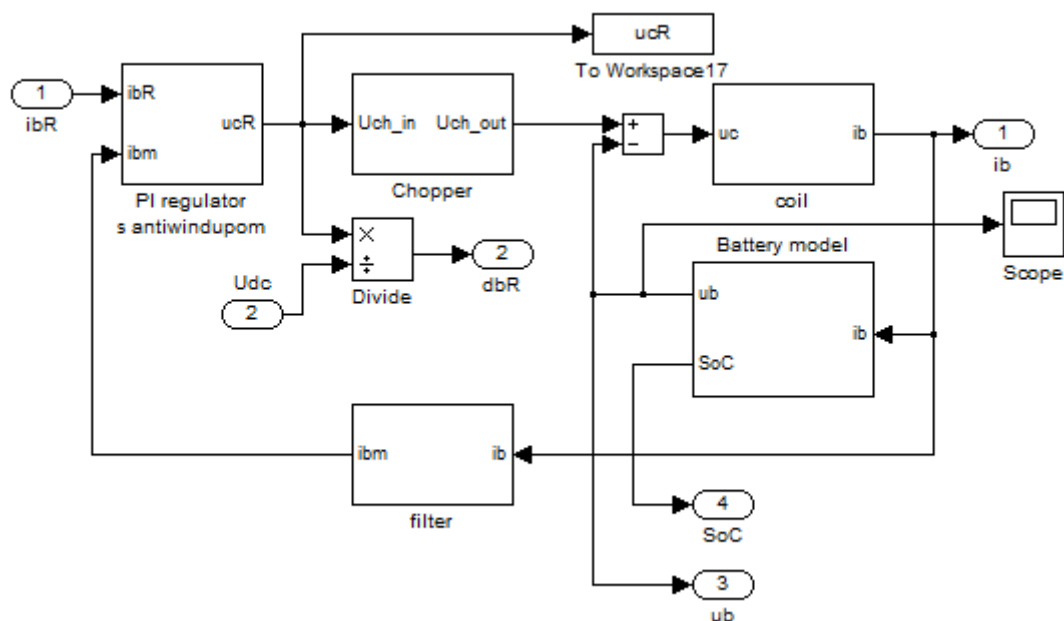 ucR
To Workspace17
1
ibR
ibR
ibm
ucR
PI regulator
s antiwindupom
Uch_in
Uch_out
Chopper
+
−
uc
ib
coil
1
ib
Scope
×
÷
Divide
Udc
2
2
dbR
Battery model
ub
SoC
ib
ibm
ib
filter
4
SoC
3
ub